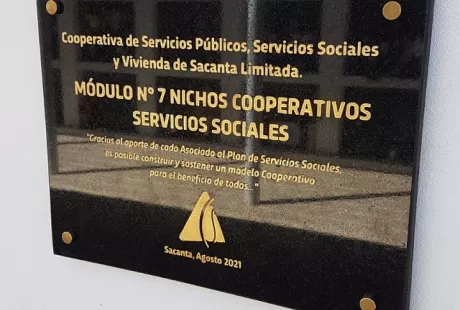 Cooperativa de Servicios Públicos, Servicios Sociales
y Vivienda de Sacanta Limitada.
MÓDULO N° 7 NICHOS COOPERATIVOS
SERVICIOS SOCIALES
"Gracias al aporte de cada Asociado al Plan de Servicios Sociales,
es posible construir y sostener un modelo Cooperativo
para el beneficio de todos..."
Sacanta, Agosto 2021